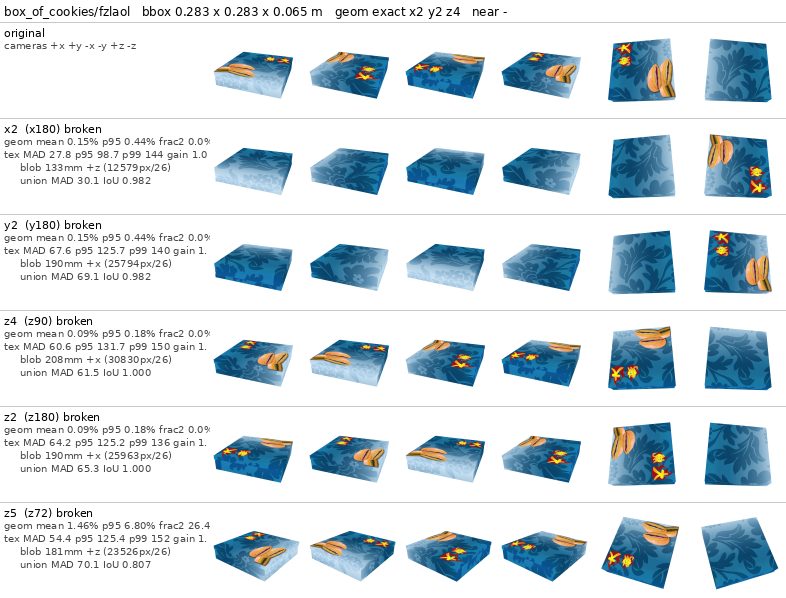 box_of_cookies/fzlaol   bbox 0.283 x 0.283 x 0.065 m   geom exact x2 y2 z4   near -
original
cameras +x +y -x -y +z -z
x2  (x180) broken
geom mean 0.15% p95 0.44% frac2 0.0%
tex MAD 27.8 p95 98.7 p99 144 gain 1.0
blob 133mm +x (12579px/26)
union MAD 30.1 IoU 0.982
y2  (y180) broken
geom mean 0.15% p95 0.44% frac2 0.0%
tex MAD 67.6 p95 125.7 p99 140 gain 1.
blob 190mm +x (25794px/26)
union MAD 69.1 IoU 0.982
z4  (z90) broken
geom mean 0.09% p95 0.18% frac2 0.0%
tex MAD 60.6 p95 131.7 p99 150 gain 1.
blob 208mm +x (30830px/26)
union MAD 61.5 IoU 1.000
z2  (z180) broken
geom mean 0.09% p95 0.18% frac2 0.0%
tex MAD 64.2 p95 125.2 p99 136 gain 1.
blob 190mm +x (25963px/26)
union MAD 65.3 IoU 1.000
z5  (z72) broken
geom mean 1.46% p95 6.80% frac2 26.4
tex MAD 54.4 p95 125.4 p99 152 gain 1.
blob 181mm +z (23526px/26)
union MAD 70.1 IoU 0.807